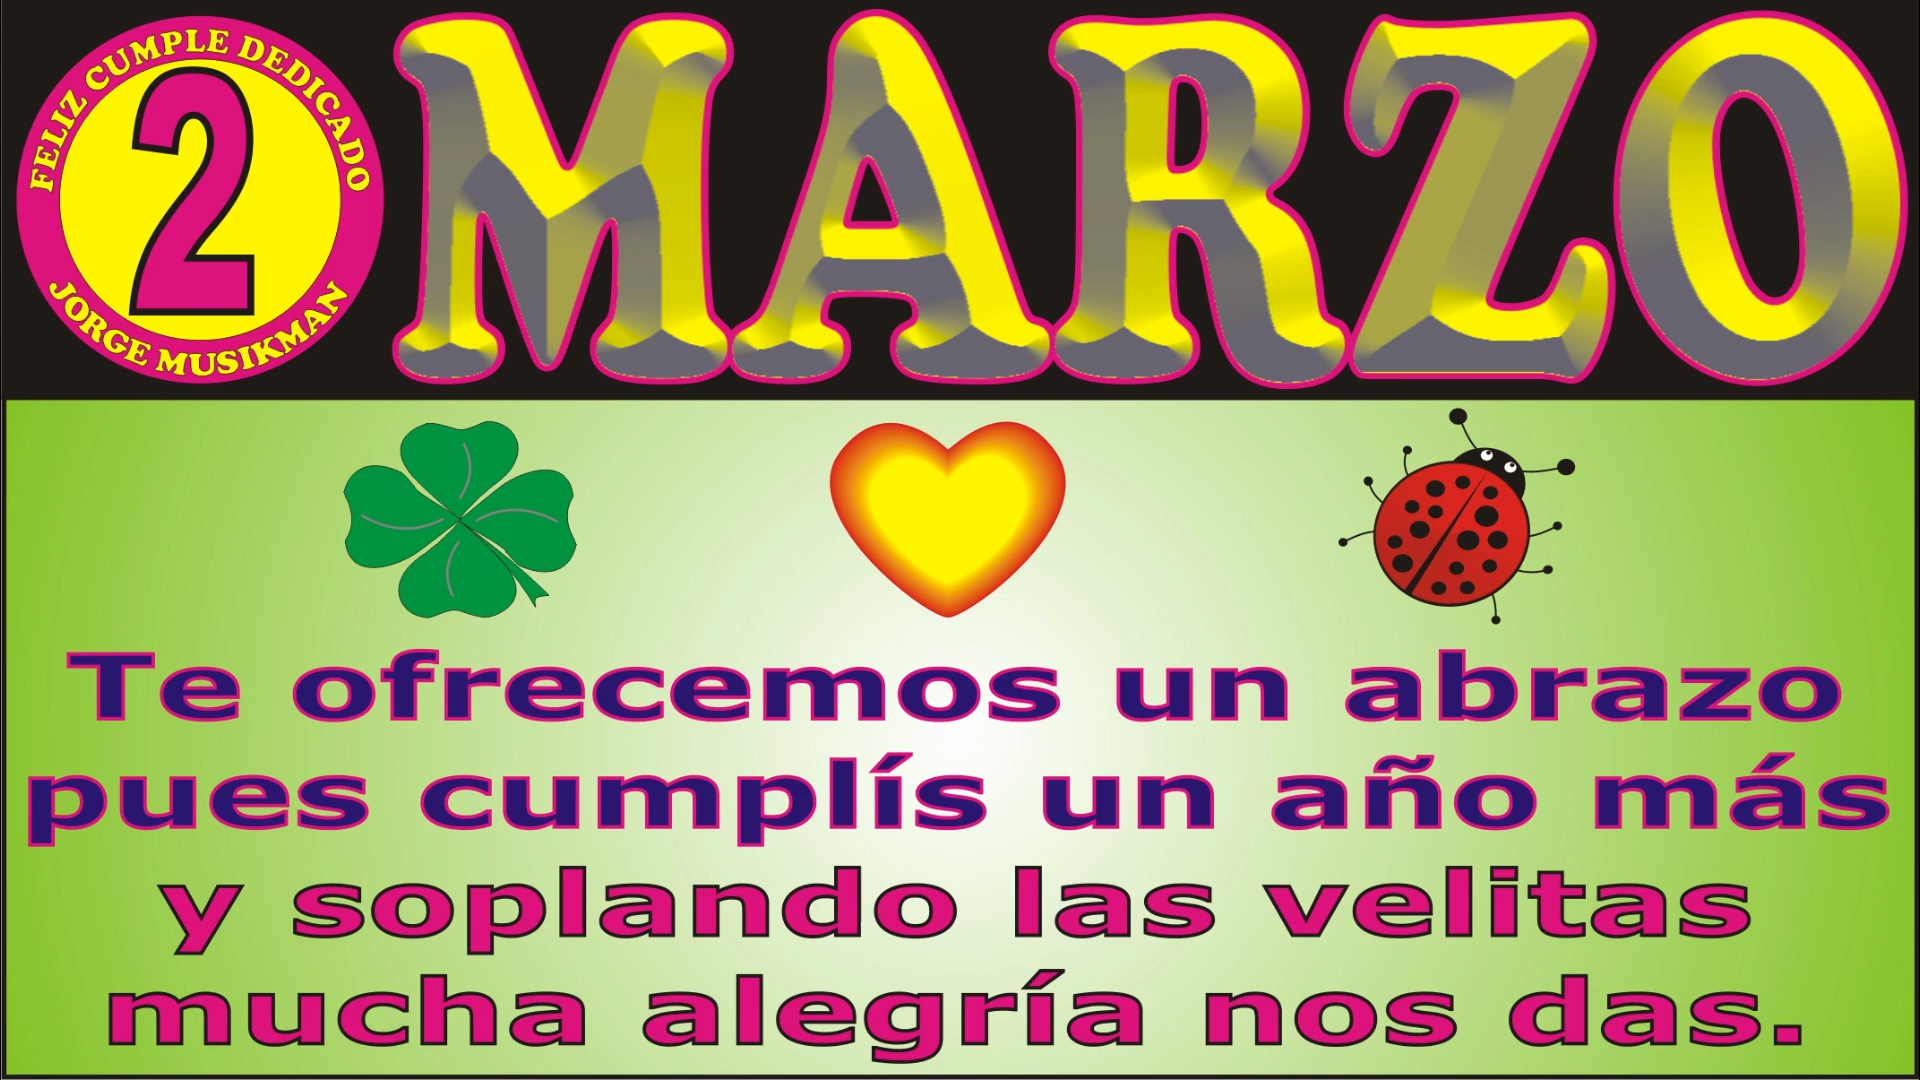 FELIZ CUMPLE DEDICADO
2
JORGE MUSIKMAN
MARZO
Te ofrecemos un abrazo
pues cumplís un año más
y soplando las velitas
mucha alegría nos das.